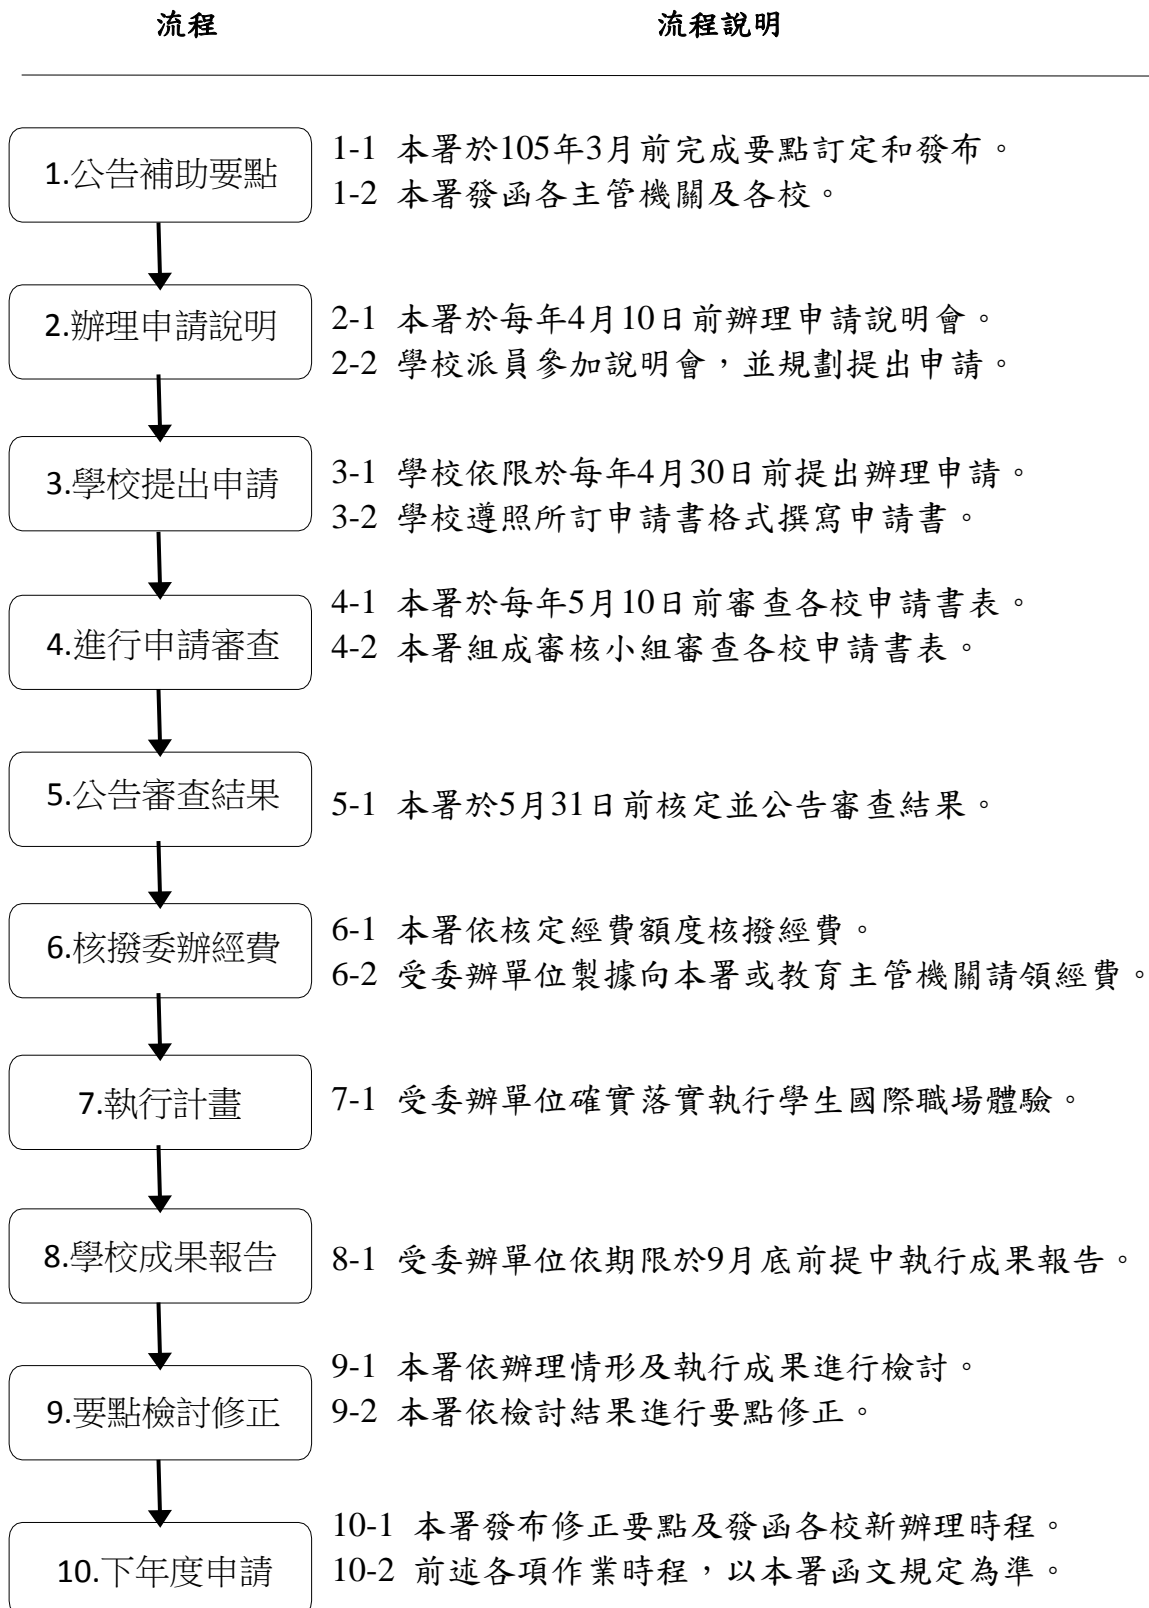 流程 流程說明
1.公告補助要點
1-1 本署於105年3月前完成要點訂定和發布。
1-2 本署發函各主管機關及各校。
2.辦理申請說明
2-1 本署於每年4月10日前辦理申請說明會。
2-2 學校派員參加說明會，並規劃提出申請。
3.學校提出申請
3-1 學校依限於每年4月30日前提出辦理申請。
3-2 學校遵照所訂申請書格式撰寫申請書。
4.進行申請審查
4-1 本署於每年5月10日前審查各校申請書表。
4-2 本署組成審核小組審查各校申請書表。
5.公告審查結果
5-1 本署於5月31日前核定並公告審查結果。
6.核撥委辦經費
6-1 本署依核定經費額度核撥經費。
6-2 受委辦單位製據向本署或教育主管機關請領經費。
7.執行計畫
7-1 受委辦單位確實落實執行學生國際職場體驗。
8.學校成果報告
8-1 受委辦單位依期限於9月底前提中執行成果報告。
9.要點檢討修正
9-1 本署依辦理情形及執行成果進行檢討。
9-2 本署依檢討結果進行要點修正。
10.下年度申請
10-1 本署發布修正要點及發函各校新辦理時程。
10-2 前述各項作業時程，以本署函文規定為準。